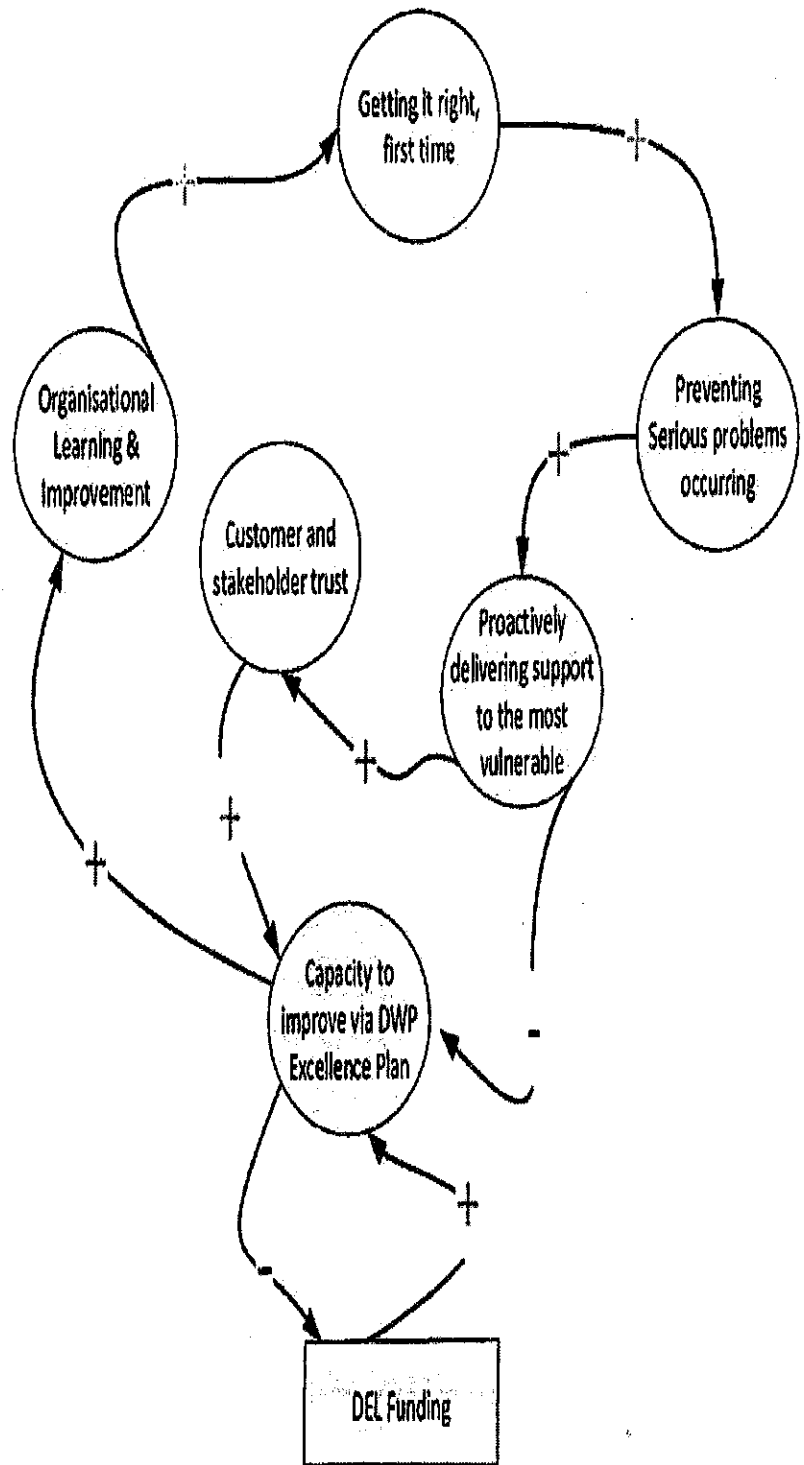 Getting it right,
first time
+
+
Organisational
Learning &
Improvement
Preventing
Serious problems
occurring
+
Customer and
stakeholder trust
Proactively
delivering support
to the most
vulnerable
+
+
+
Capacity to
improve via DWP
Excellence Plan
-
+
-
DEL Funding